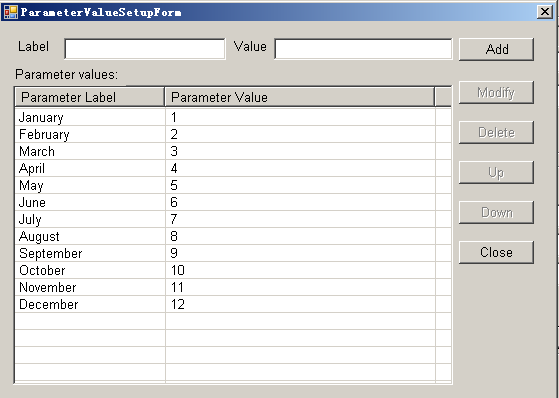 ParameterValueSetupForm
Label Value Add
Parameter values:
Parameter Label Parameter Value Modify
January 1
February 2 Delete
March 3
April 4 Up
May 5
June 6
July 7 Down
August 8
September 9 Close
October 10
November 11
December 12